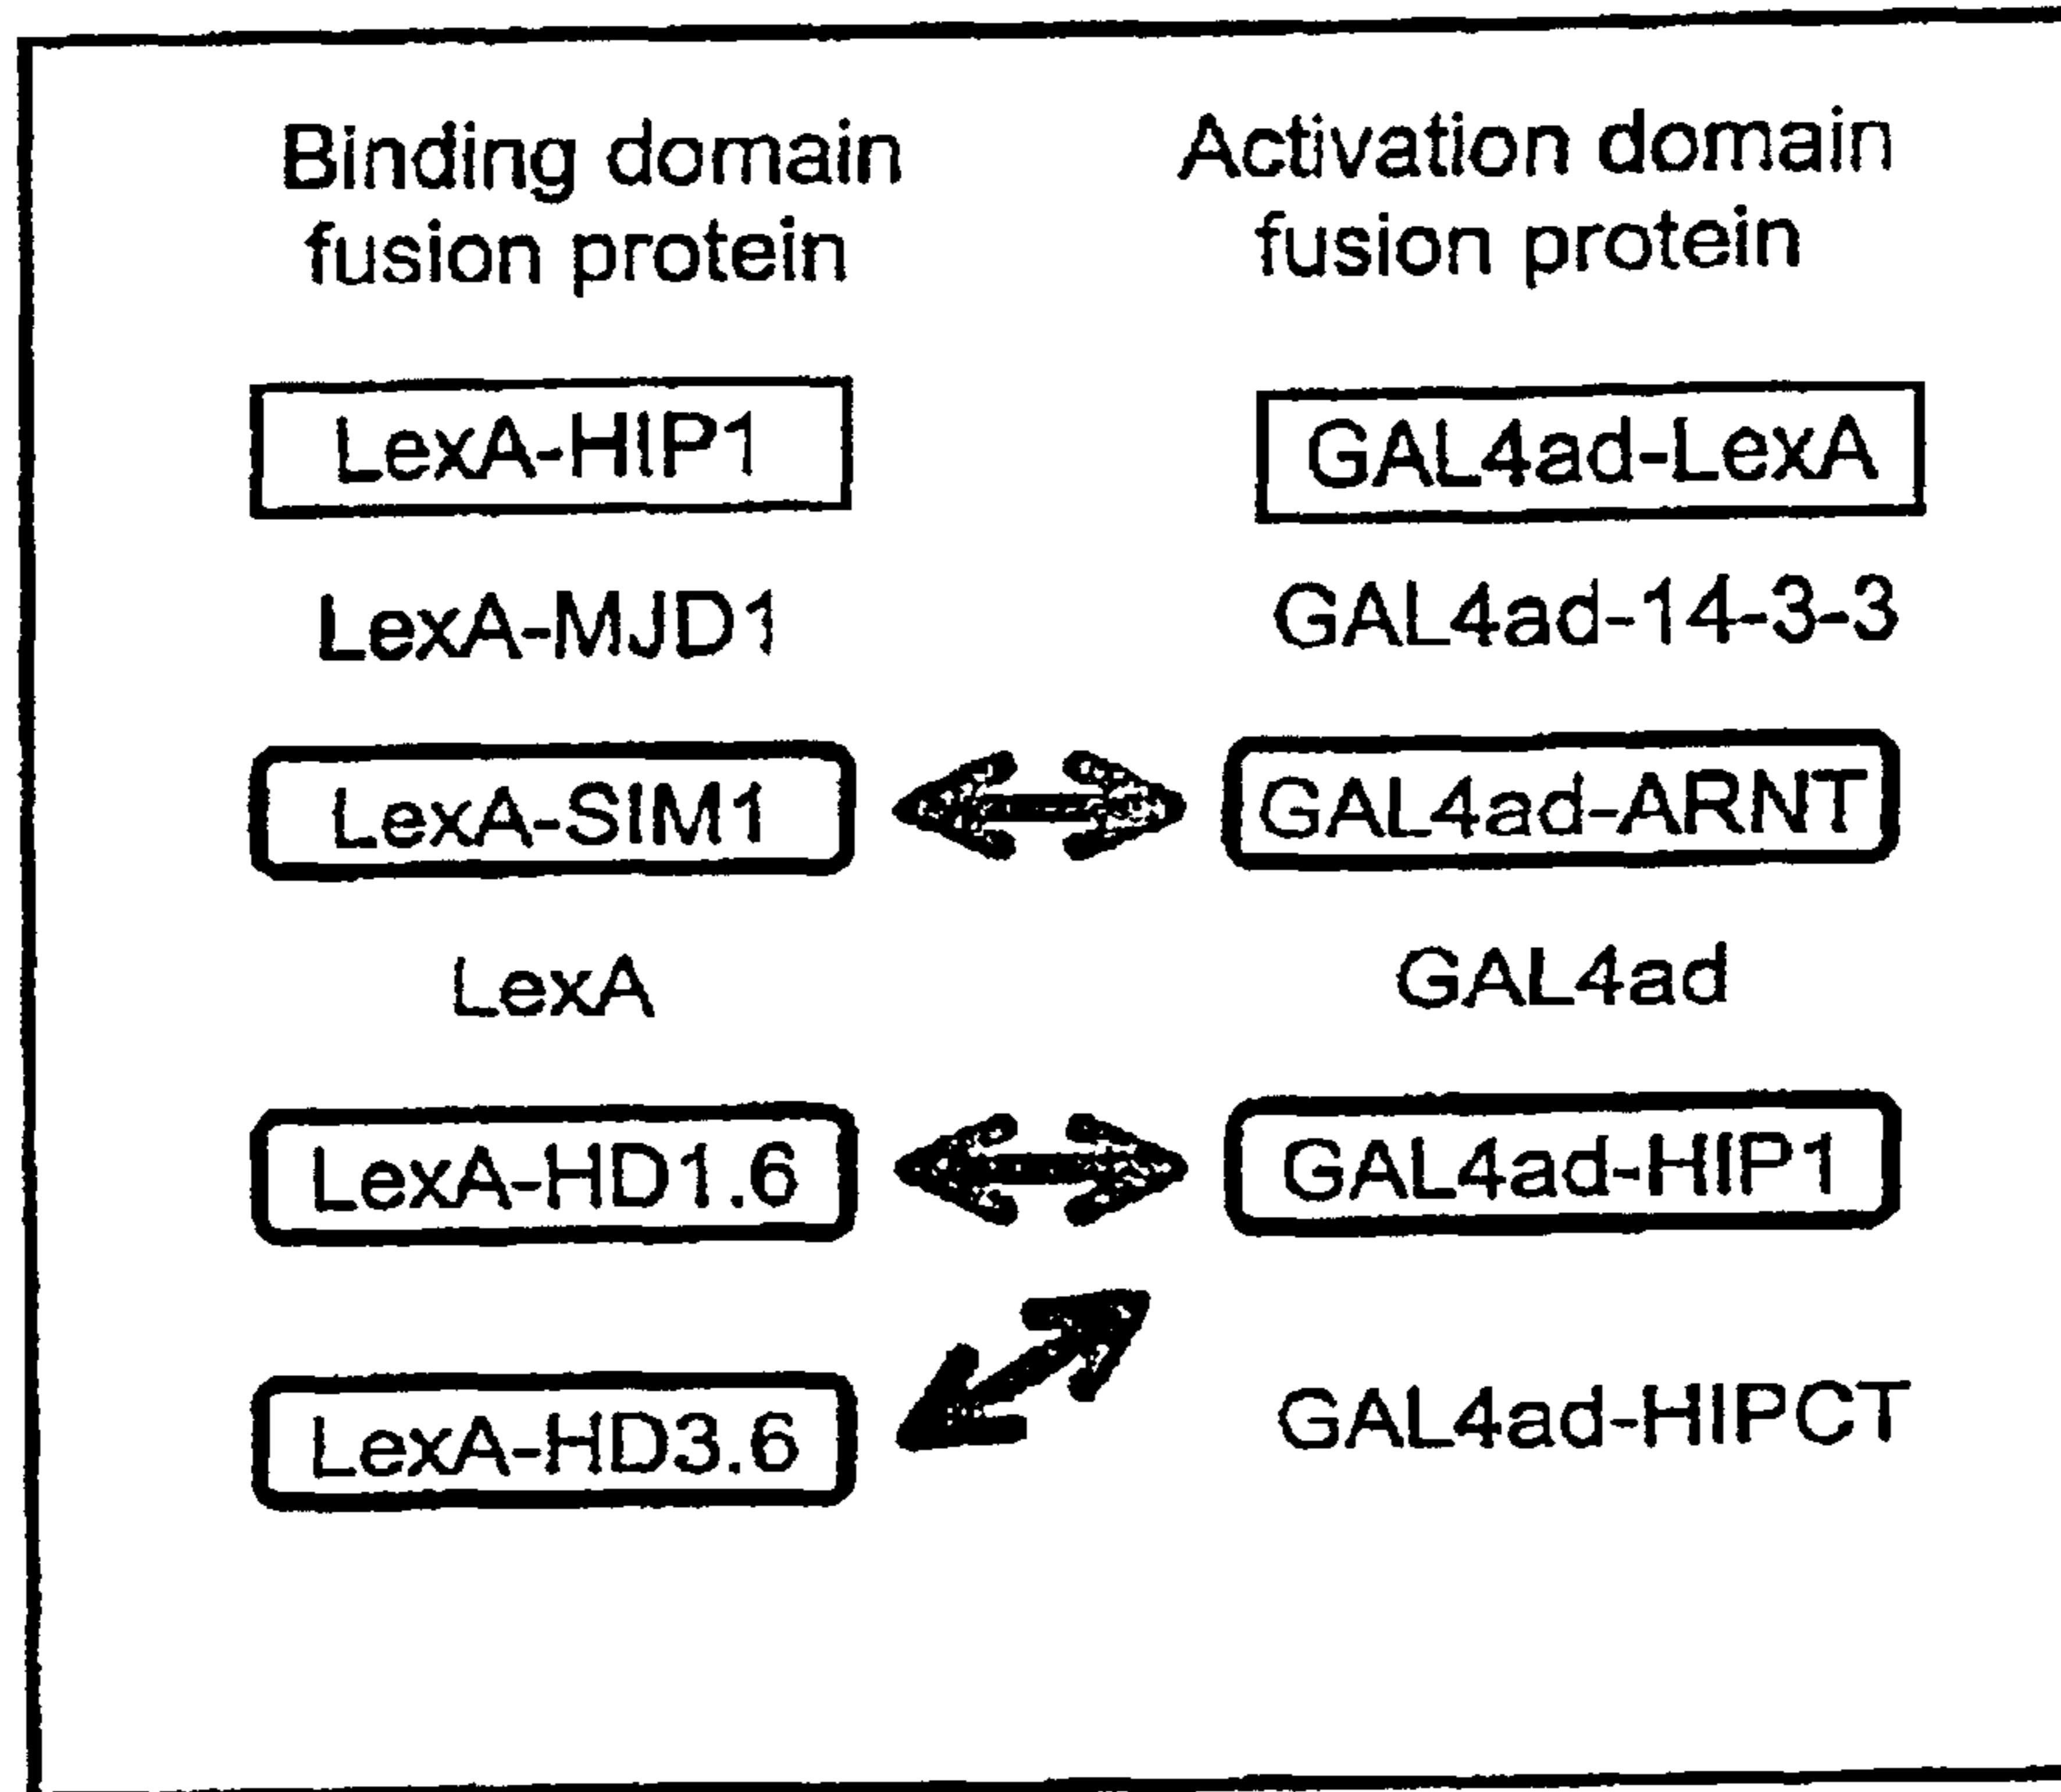 Binding domain
fusion protein
Activation domain
fusion protein
LexA-HIP1
GAL4ad-LexA
LexA-MJD1
GAL4ad-14-3-3
LexA-SIM1
GAL4ad-ARNT
LexA
GAL4ad
LexA-HD1.6
GAL4ad-HIP1
LexA-HD3.6
GAL4ad-HIPCT